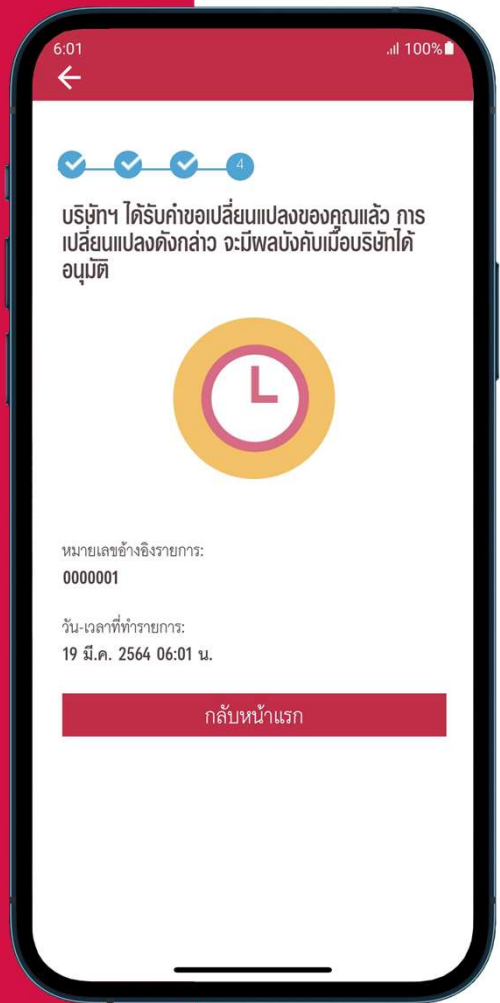 6:01
100%
4
บริษัทฯ ได้รับคำขอเปลี่ยนแปลงของคุณแล้ว การ
เปลี่ยนแปลงดังกล่าว จะมีผลบังคับเมื่อบริษัทได้
อนุมัติ
หมายเลขอ้างอิงรายการ:
0000001
วัน-เวลาที่ทำรายการ:
19 มี.ค. 2564 06:01 น.
กลับหน้าแรก